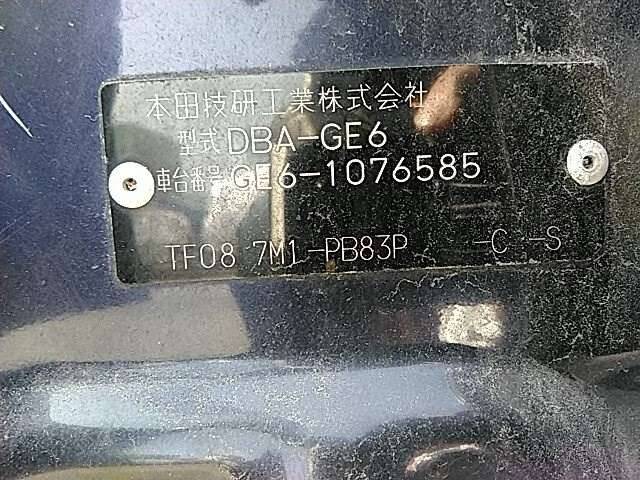 本田技研工業株式会社
型式 DBA-GE6
車台番号 GE6-1076585
TF08 7M1-PB83P -C -S